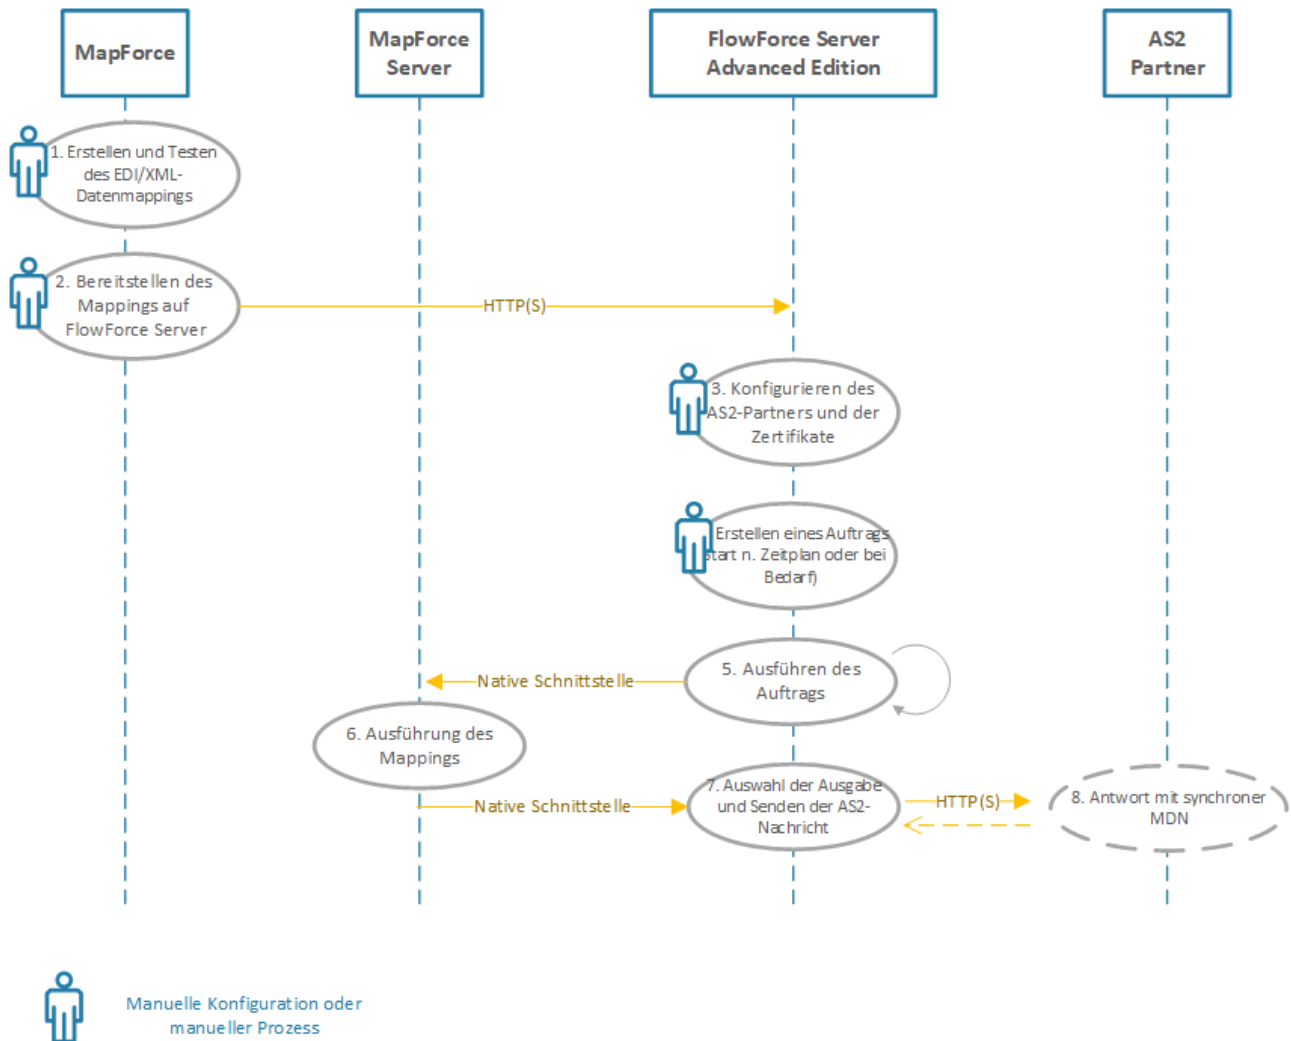 MapForce
MapForce
Server
FlowForce Server
Advanced Edition
AS2
Partner
1. Erstellen und Testen
des EDI/XML-
Datenmappings
2. Bereitstellen des
Mappings auf
FlowForce Server
HTTP(S)
3. Konfigurieren des
AS2-Partners und der
Zertifikate
Erstellen eines Auftrags
tart n. Zeitplan oder bei
Bedarf)
5. Ausführen des
Auftrags
Native Schnittstelle
6. Ausführung des
Mappings
Native Schnittstelle
7. Auswahl der Ausgabe
und Senden der AS2-
Nachricht
HTTP(S)
8. Antwort mit synchroner
MDN
Manuelle Konfiguration oder
manueller Prozess